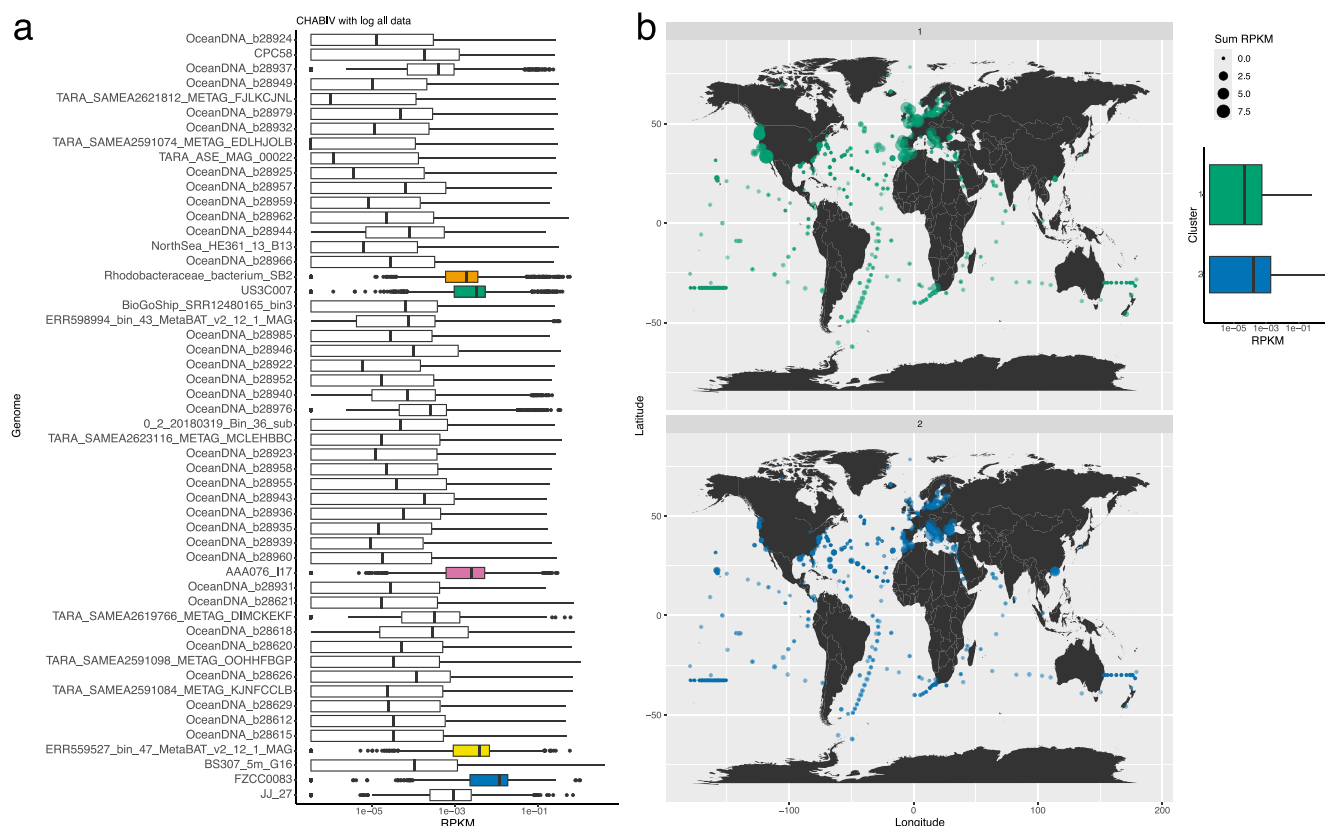 a
CHABIV with log all data
Genome
OceanDNA_b28924
CPC58
OceanDNA_b28937
OceanDNA_b28949
TARA_SAMEA2621812_METAG_FJLKCJNL
OceanDNA_b28979
OceanDNA_b28932
TARA_SAMEA2591074_METAG_EDLHJOLB
TARA_ASE_MAG_00022
OceanDNA_b28925
OceanDNA_b28957
OceanDNA_b28959
OceanDNA_b28962
OceanDNA_b28944
NorthSea_HE361_13_B13
OceanDNA_b28966
Rhodobacteraceae_bacterium_SB2
US3C007
BioGoShip_SRR12480165_bin3
ERR598994_bin_43_MetaBAT_v2_12_1_MAG
OceanDNA_b28985
OceanDNA_b28946
OceanDNA_b28922
OceanDNA_b28952
OceanDNA_b28940
OceanDNA_b28976
0_2_20180319_Bin_36_sub
TARA_SAMEA2623116_METAG_MCLEHBBC
OceanDNA_b28923
OceanDNA_b28958
OceanDNA_b28955
OceanDNA_b28943
OceanDNA_b28936
OceanDNA_b28935
OceanDNA_b28939
OceanDNA_b28960
AAA076_I17
OceanDNA_b28931
OceanDNA_b28621
TARA_SAMEA2619766_METAG_DIMCKEKF
OceanDNA_b28618
OceanDNA_b28620
TARA_SAMEA2591098_METAG_OOHHFBGP
OceanDNA_b28626
TARA_SAMEA2591084_METAG_KJNFCCLB
OceanDNA_b28629
OceanDNA_b28612
OceanDNA_b28615
ERR559527_bin_47_MetaBAT_v2_12_1_MAG
BS307_5m_G16
FZCC0083
JJ_27
1e−05 1e−03 1e−01
RPKM
b
1
50
0
−50
Latitude
2
50
0
−50
−100 0 100 200
Longitude
Sum RPKM
0.0
2.5
5.0
7.5
Cluster
1
2
1e−05 1e−03 1e−01
RPKM